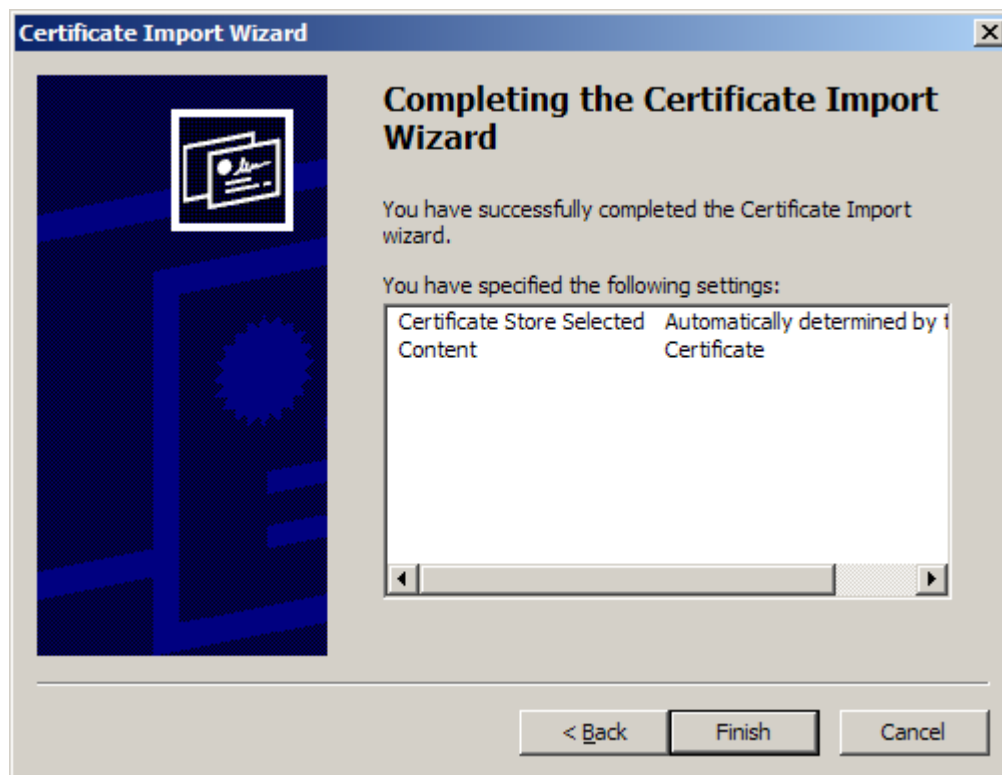 Certificate Import Wizard
Completing the Certificate Import
Wizard
You have successfully completed the Certificate Import
wizard.
You have specified the following settings:
Certificate Store Selected Automatically determined by t
Content Certificate
< Back Finish Cancel